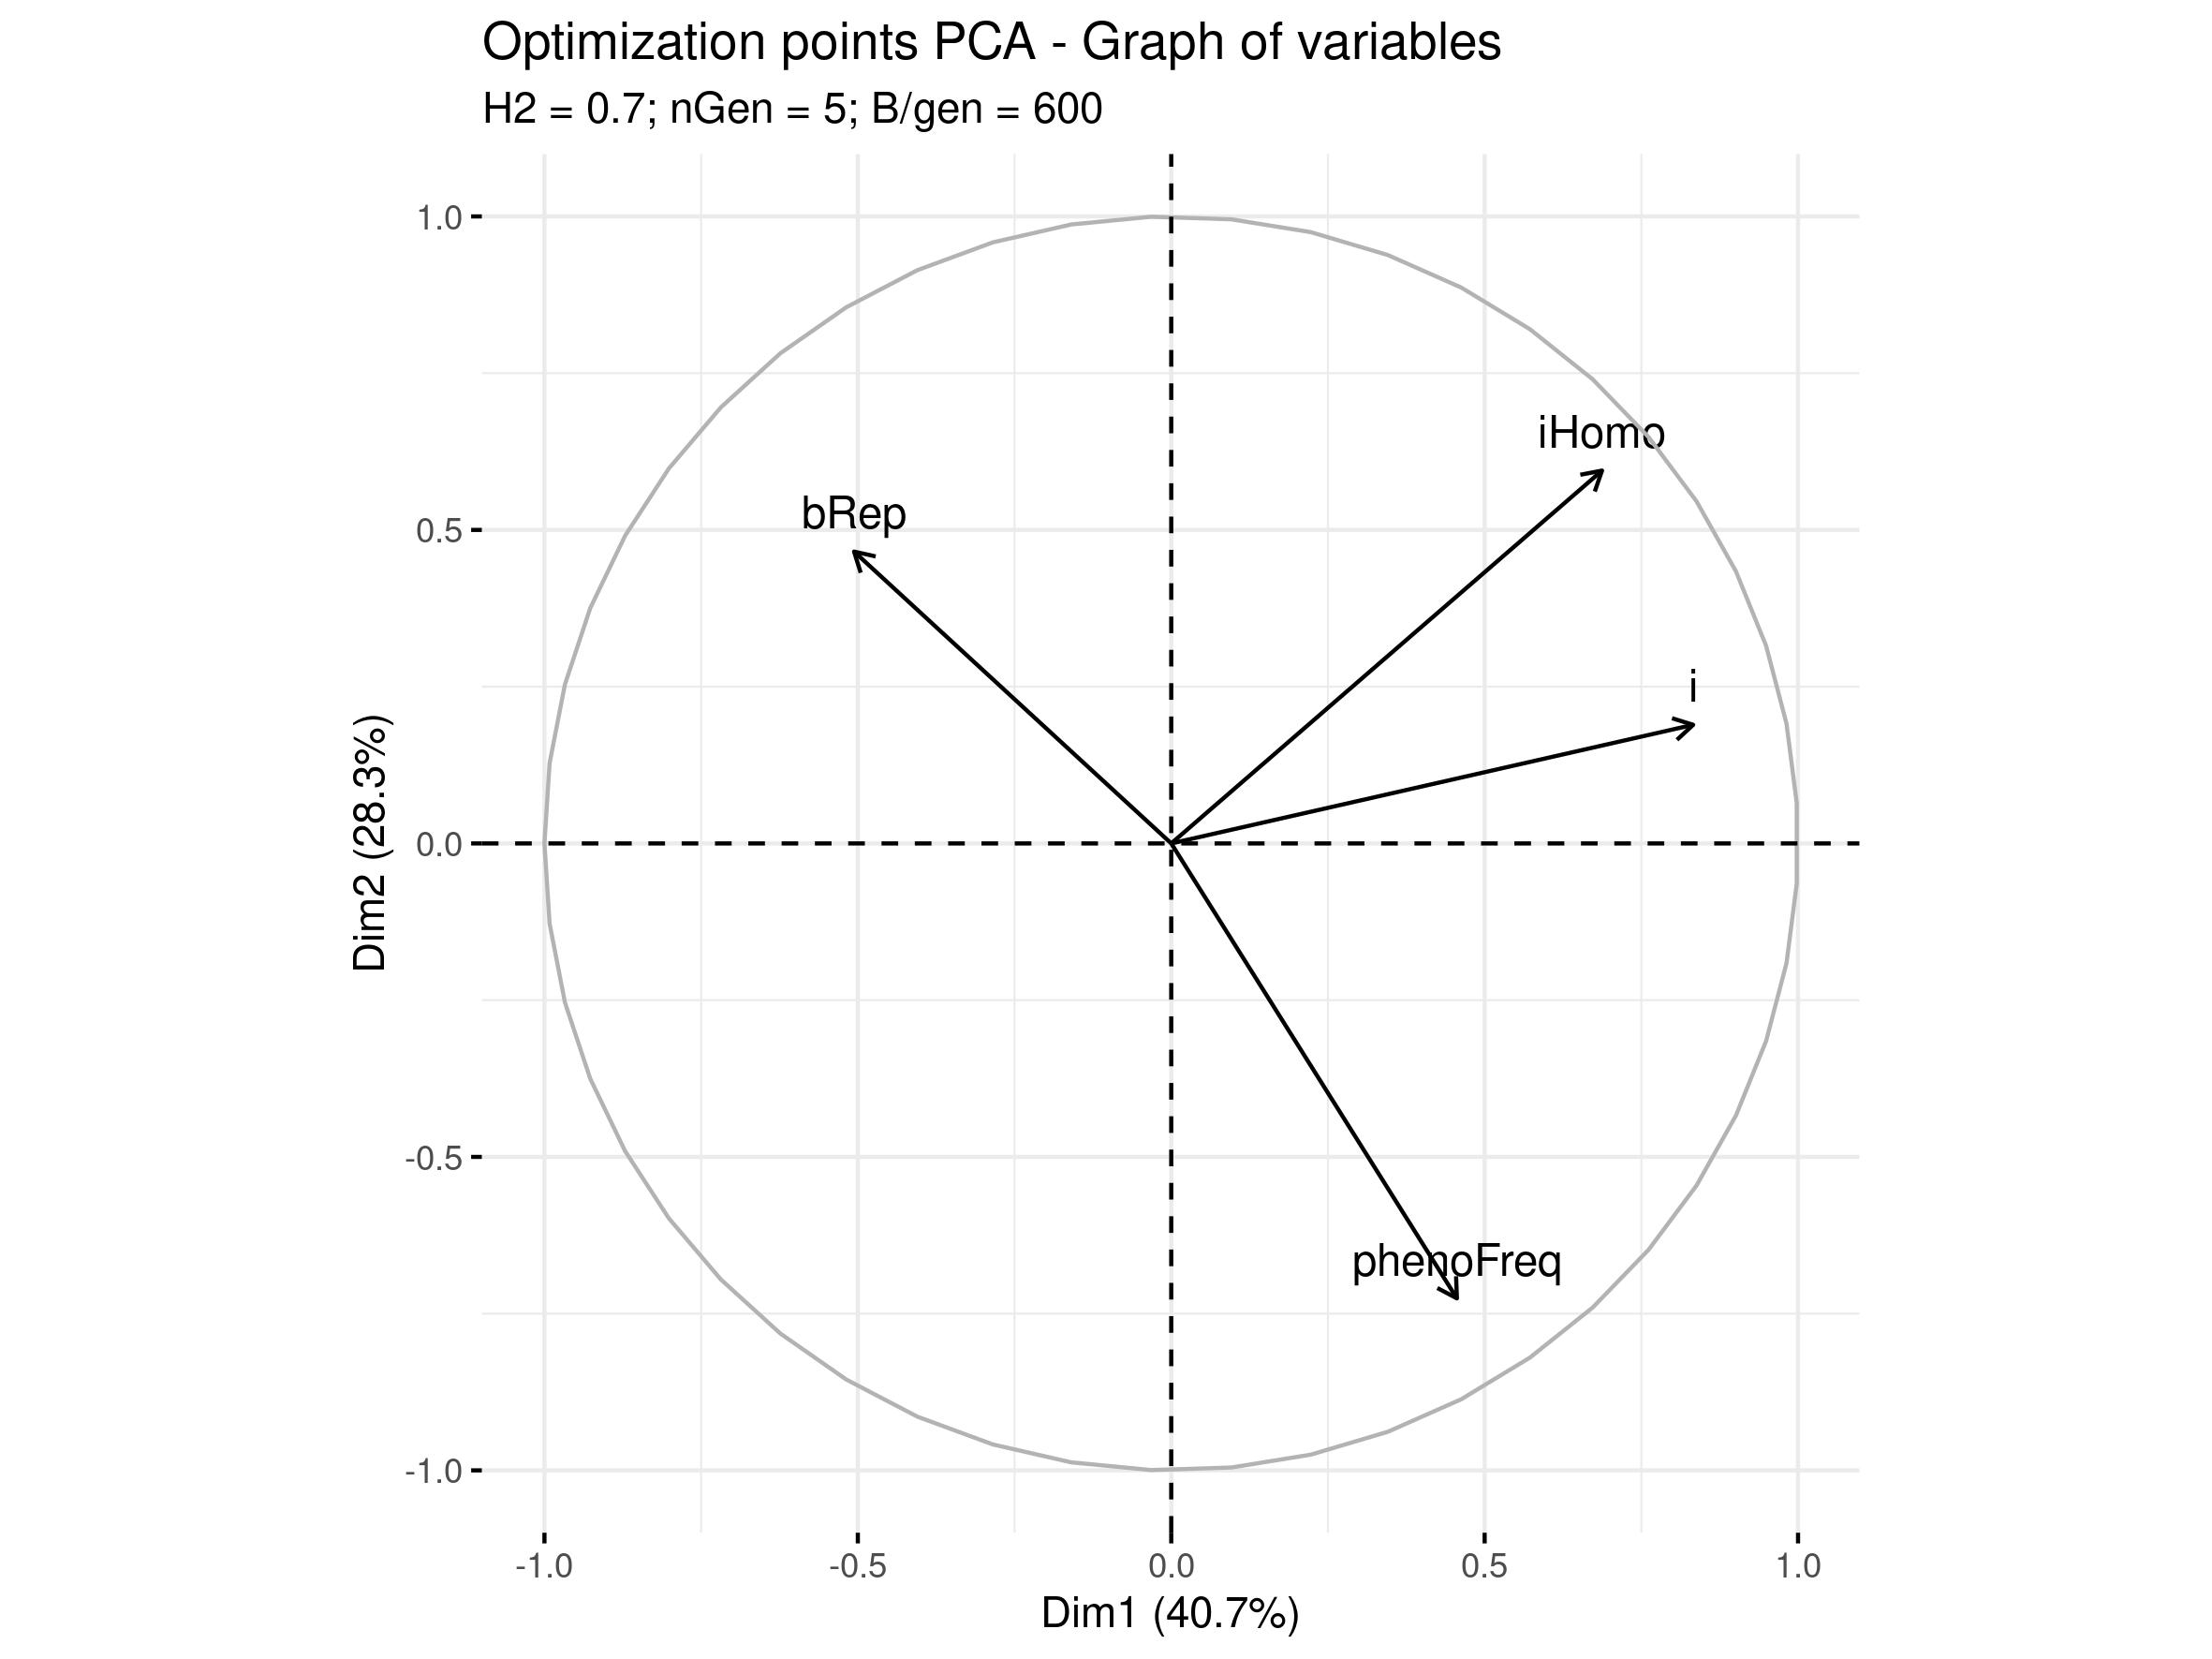 Optimization points PCA - Graph of variables
H2 = 0.7; nGen = 5; B/gen = 600
1.0
0.5
0.0
-0.5
-1.0
Dim2 (28.3%)
iHomo
bRep
i
phenoFreq
-1.0
-0.5
0.0
0.5
1.0
Dim1 (40.7%)